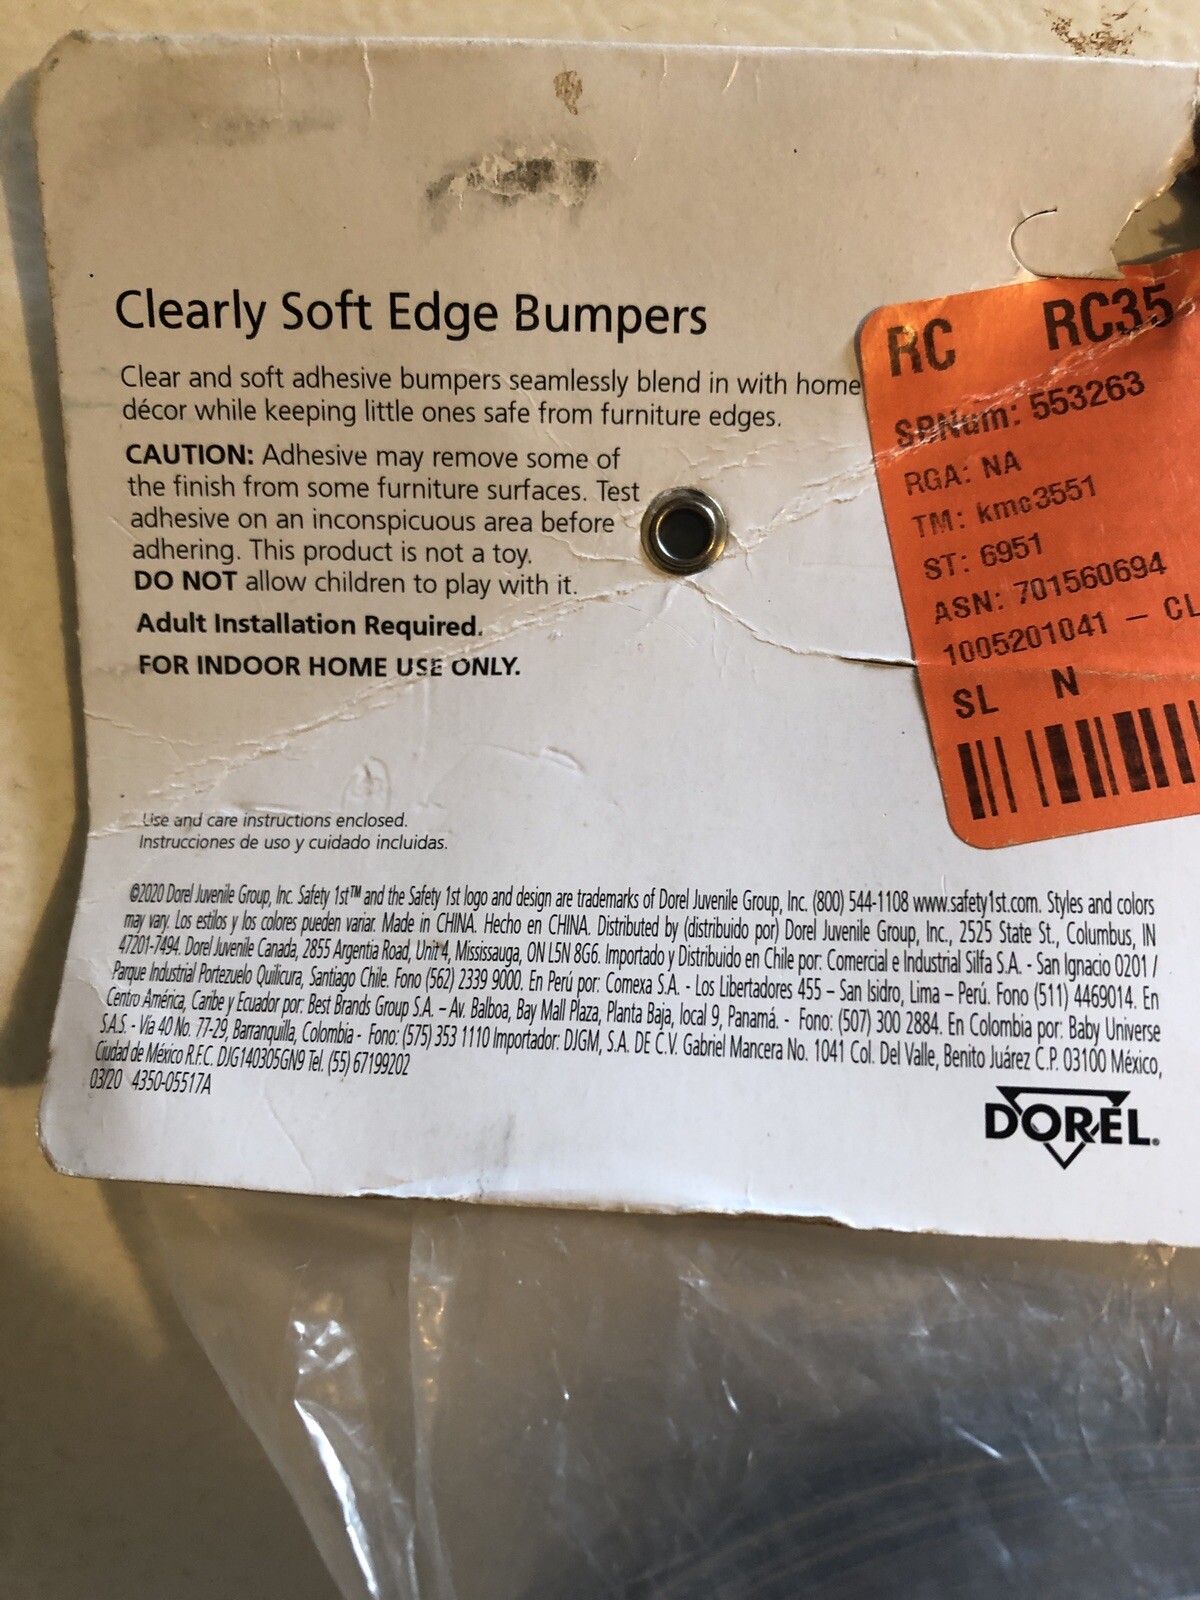 Clearly Soft Edge Bumpers
Clear and soft adhesive bumpers seamlessly blend in with home
décor while keeping little ones safe from furniture edges.
CAUTION: Adhesive may remove some of
the finish from some furniture surfaces. Test
adhesive on an inconspicuous area before
adhering. This product is not a toy.
DO NOT allow children to play with it.
Adult Installation Required.
FOR INDOOR HOME USE ONLY.
Use and care instructions enclosed.
Instrucciones de uso y cuidado incluidas.
©2020 Dorel Juvenile Group, Inc. Safety 1st™ and the Safety 1st logo and design are trademarks of Dorel Juvenile Group, Inc. (800) 544-1108 www.safety1st.com. Styles and colors
may vary. Los estilos y los colores pueden variar. Made in CHINA. Hecho en CHINA. Distributed by (distribuido por) Dorel Juvenile Group, Inc., 2525 State St., Columbus, IN
47201-7494. Dorel Juvenile Canada, 2855 Argentia Road, Unit 4, Mississauga, ON L5N 8G6. Importado y Distribuido en Chile por: Comercial e Industrial Silfa S.A. - San Ignacio 0201 /
Parque Industrial Portezuelo Quilicura, Santiago Chile. Fono (562) 2339 9000. En Perú por: Comexa S.A. - Los Libertadores 455 – San Isidro, Lima – Perú. Fono (511) 4469014. En
Centro América, Caribe y Ecuador por: Best Brands Group S.A. – Av. Balboa, Bay Mall Plaza, Planta Baja, local 9, Panamá. - Fono: (507) 300 2884. En Colombia por: Baby Universe
S.A.S. - Vía 40 No. 77-29, Barranquilla, Colombia - Fono: (575) 353 1110 Importador: DJGM, S.A. DE C.V. Gabriel Mancera No. 1041 Col. Del Valle, Benito Juárez C.P. 03100 México,
Ciudad de México R.F.C. DJG140305GN9 Tel. (55) 67199202
03/20 4350-05517A
DOREL
RC RC35
SBNum: 553263
RGA: NA
TM: kmc3551
ST: 6951
ASN: 701560694
1005201041 – CL
SL N